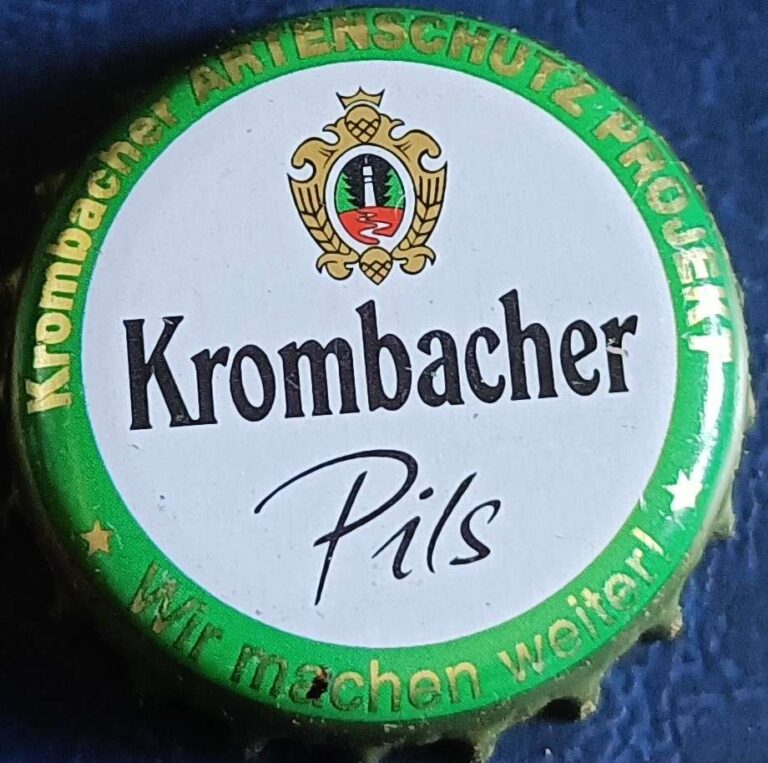 Krombacher ARTENSCHUTZ PROJEKT
Krombacher
Pils
Wir machen weiter!